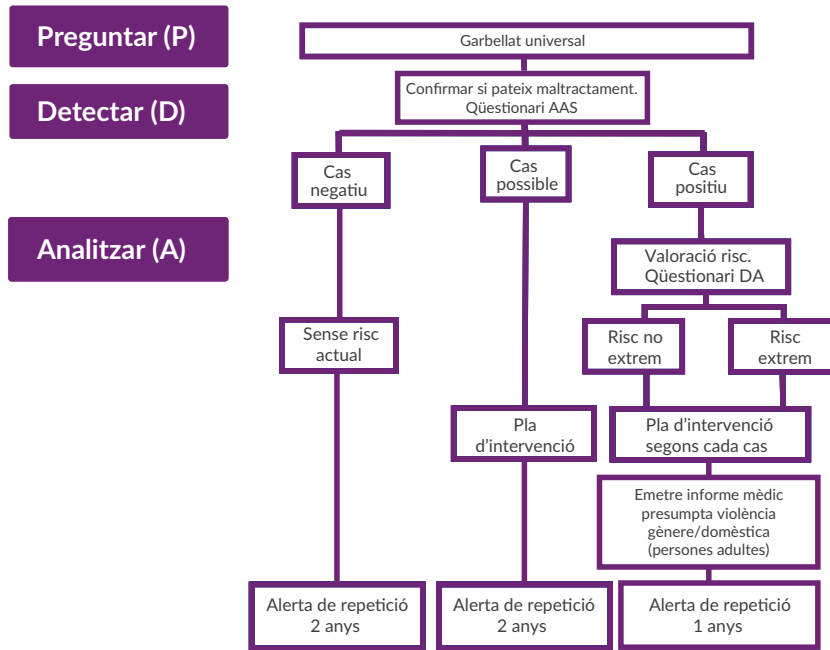 Preguntar (P)
Garbellat universal
Detectar (D)
Confirmar si pateix maltractament.
Qüestionari AAS
Cas
negatiu
Cas
possible
Cas
positiu
Analitzar (A)
Valoració risc.
Qüestionari DA
Sense risc
actual
Risc no
extrem
Risc
extrem
Pla
d’intervenció
Pla d’intervenció
segons cada cas
Emetre informe mèdic
presumpta violència
gènere/domèstica
(persones adultes)
Alerta de repetició
2 anys
Alerta de repetició
2 anys
Alerta de repetició
1 anys